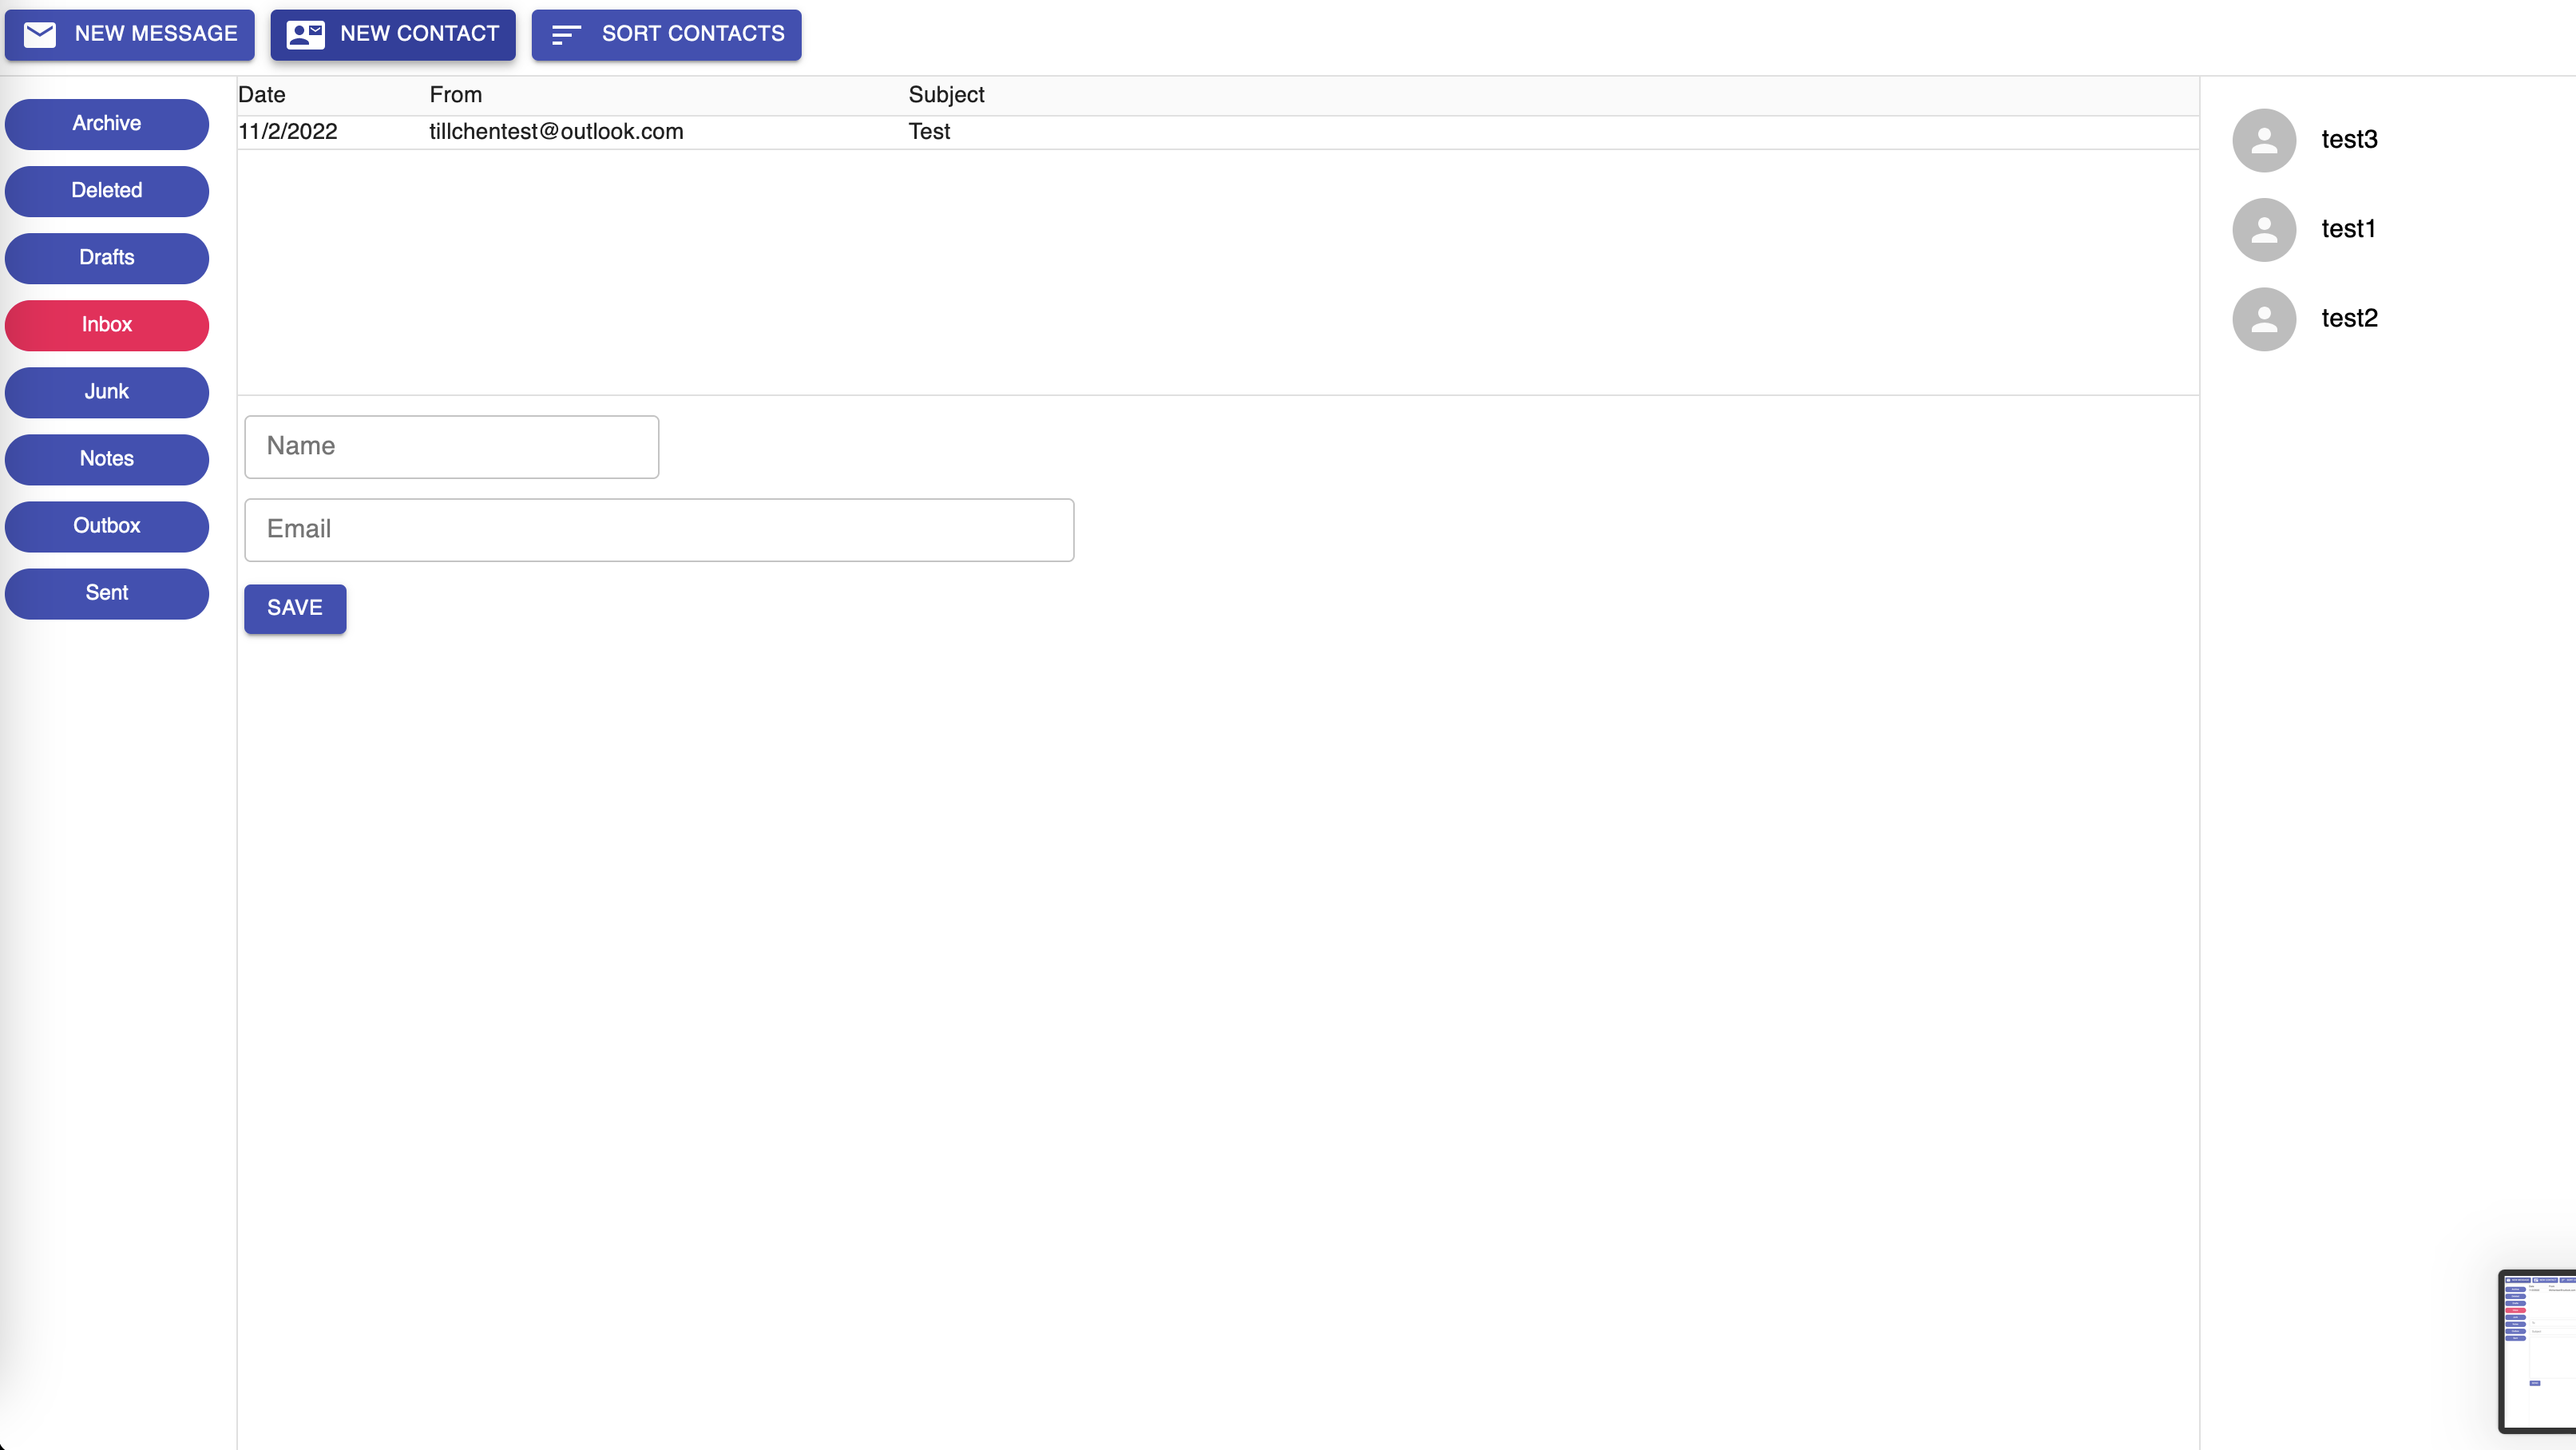 NEW MESSAGE
NEW CONTACT
SORT CONTACTS
Archive
Deleted
Drafts
Inbox
Junk
Notes
Outbox
Sent
Date From Subject
11/2/2022 tillchentest@outlook.com Test
Name
Email
SAVE
test3
test1
test2